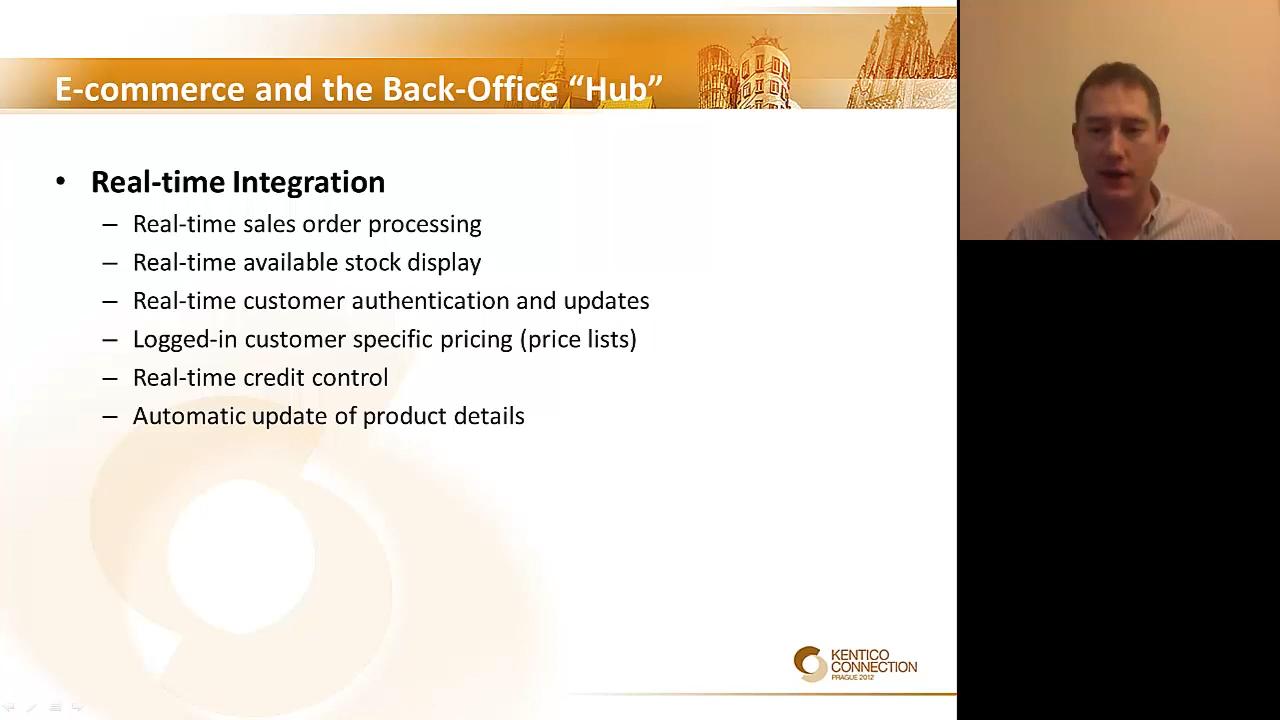 E-commerce and the Back-Office “Hub”
• Real-time Integration
– Real-time sales order processing
– Real-time available stock display
– Real-time customer authentication and updates
– Logged-in customer specific pricing (price lists)
– Real-time credit control
– Automatic update of product details
KENTICO
CONNECTION
PRAGUE 2012